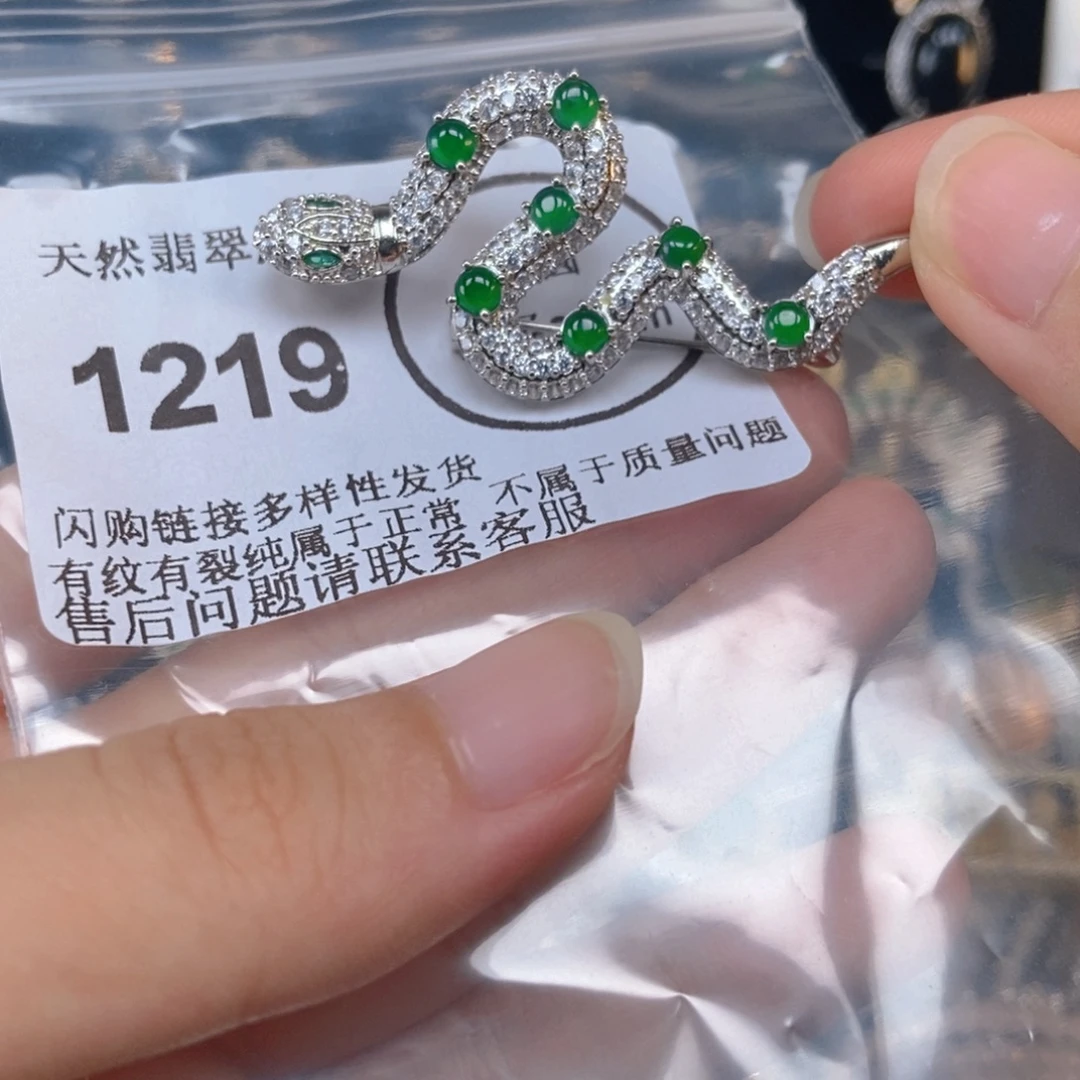 天然翡翠
1219
闪购链接多样性发货
不属于质量问题
有纹有裂纯属于正常
售后问题请联系客服